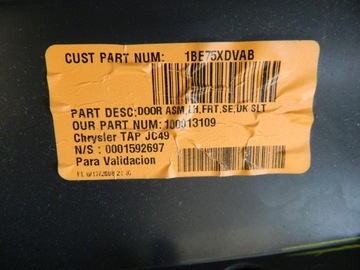 CUST PART NUM: 1BE75XDVAB
PART DESC:DOOR ASM,LH,FRT,SE,DK SLT
OUR PART NUM:100013109
Chrysler TAP JC49
N/S : 0001592697
Para Validacion